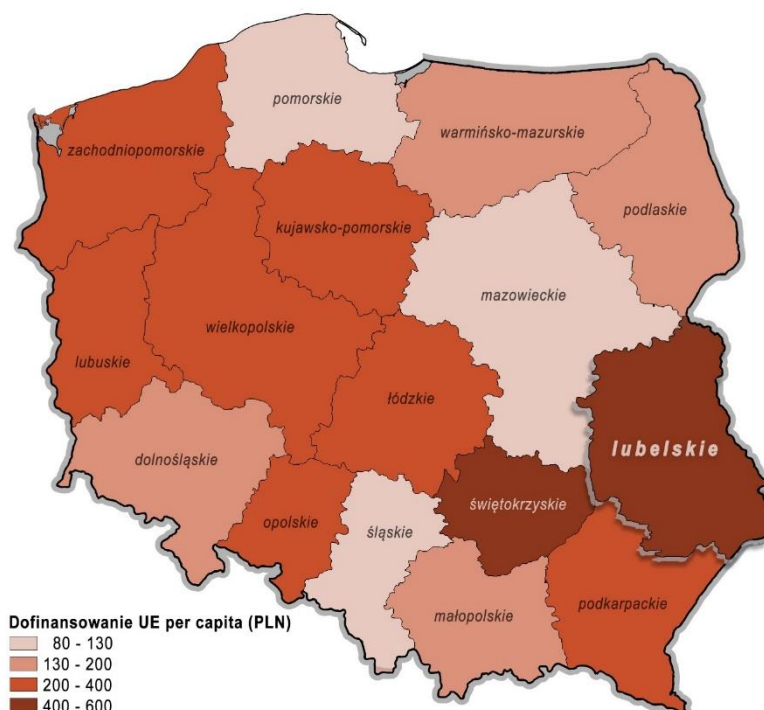 pomorskie
warmińsko-mazurskie
zachodniopomorskie
podlaskie
kujawsko-pomorskie
mazowieckie
wielkopolskie
lubuskie
łódzkie
lubelskie
dolnośląskie
świętokrzyskie
opolskie
śląskie
podkarpackie
małopolskie
Dofinansowanie UE per capita (PLN)
80 - 130
130 - 200
200 - 400
400 - 600